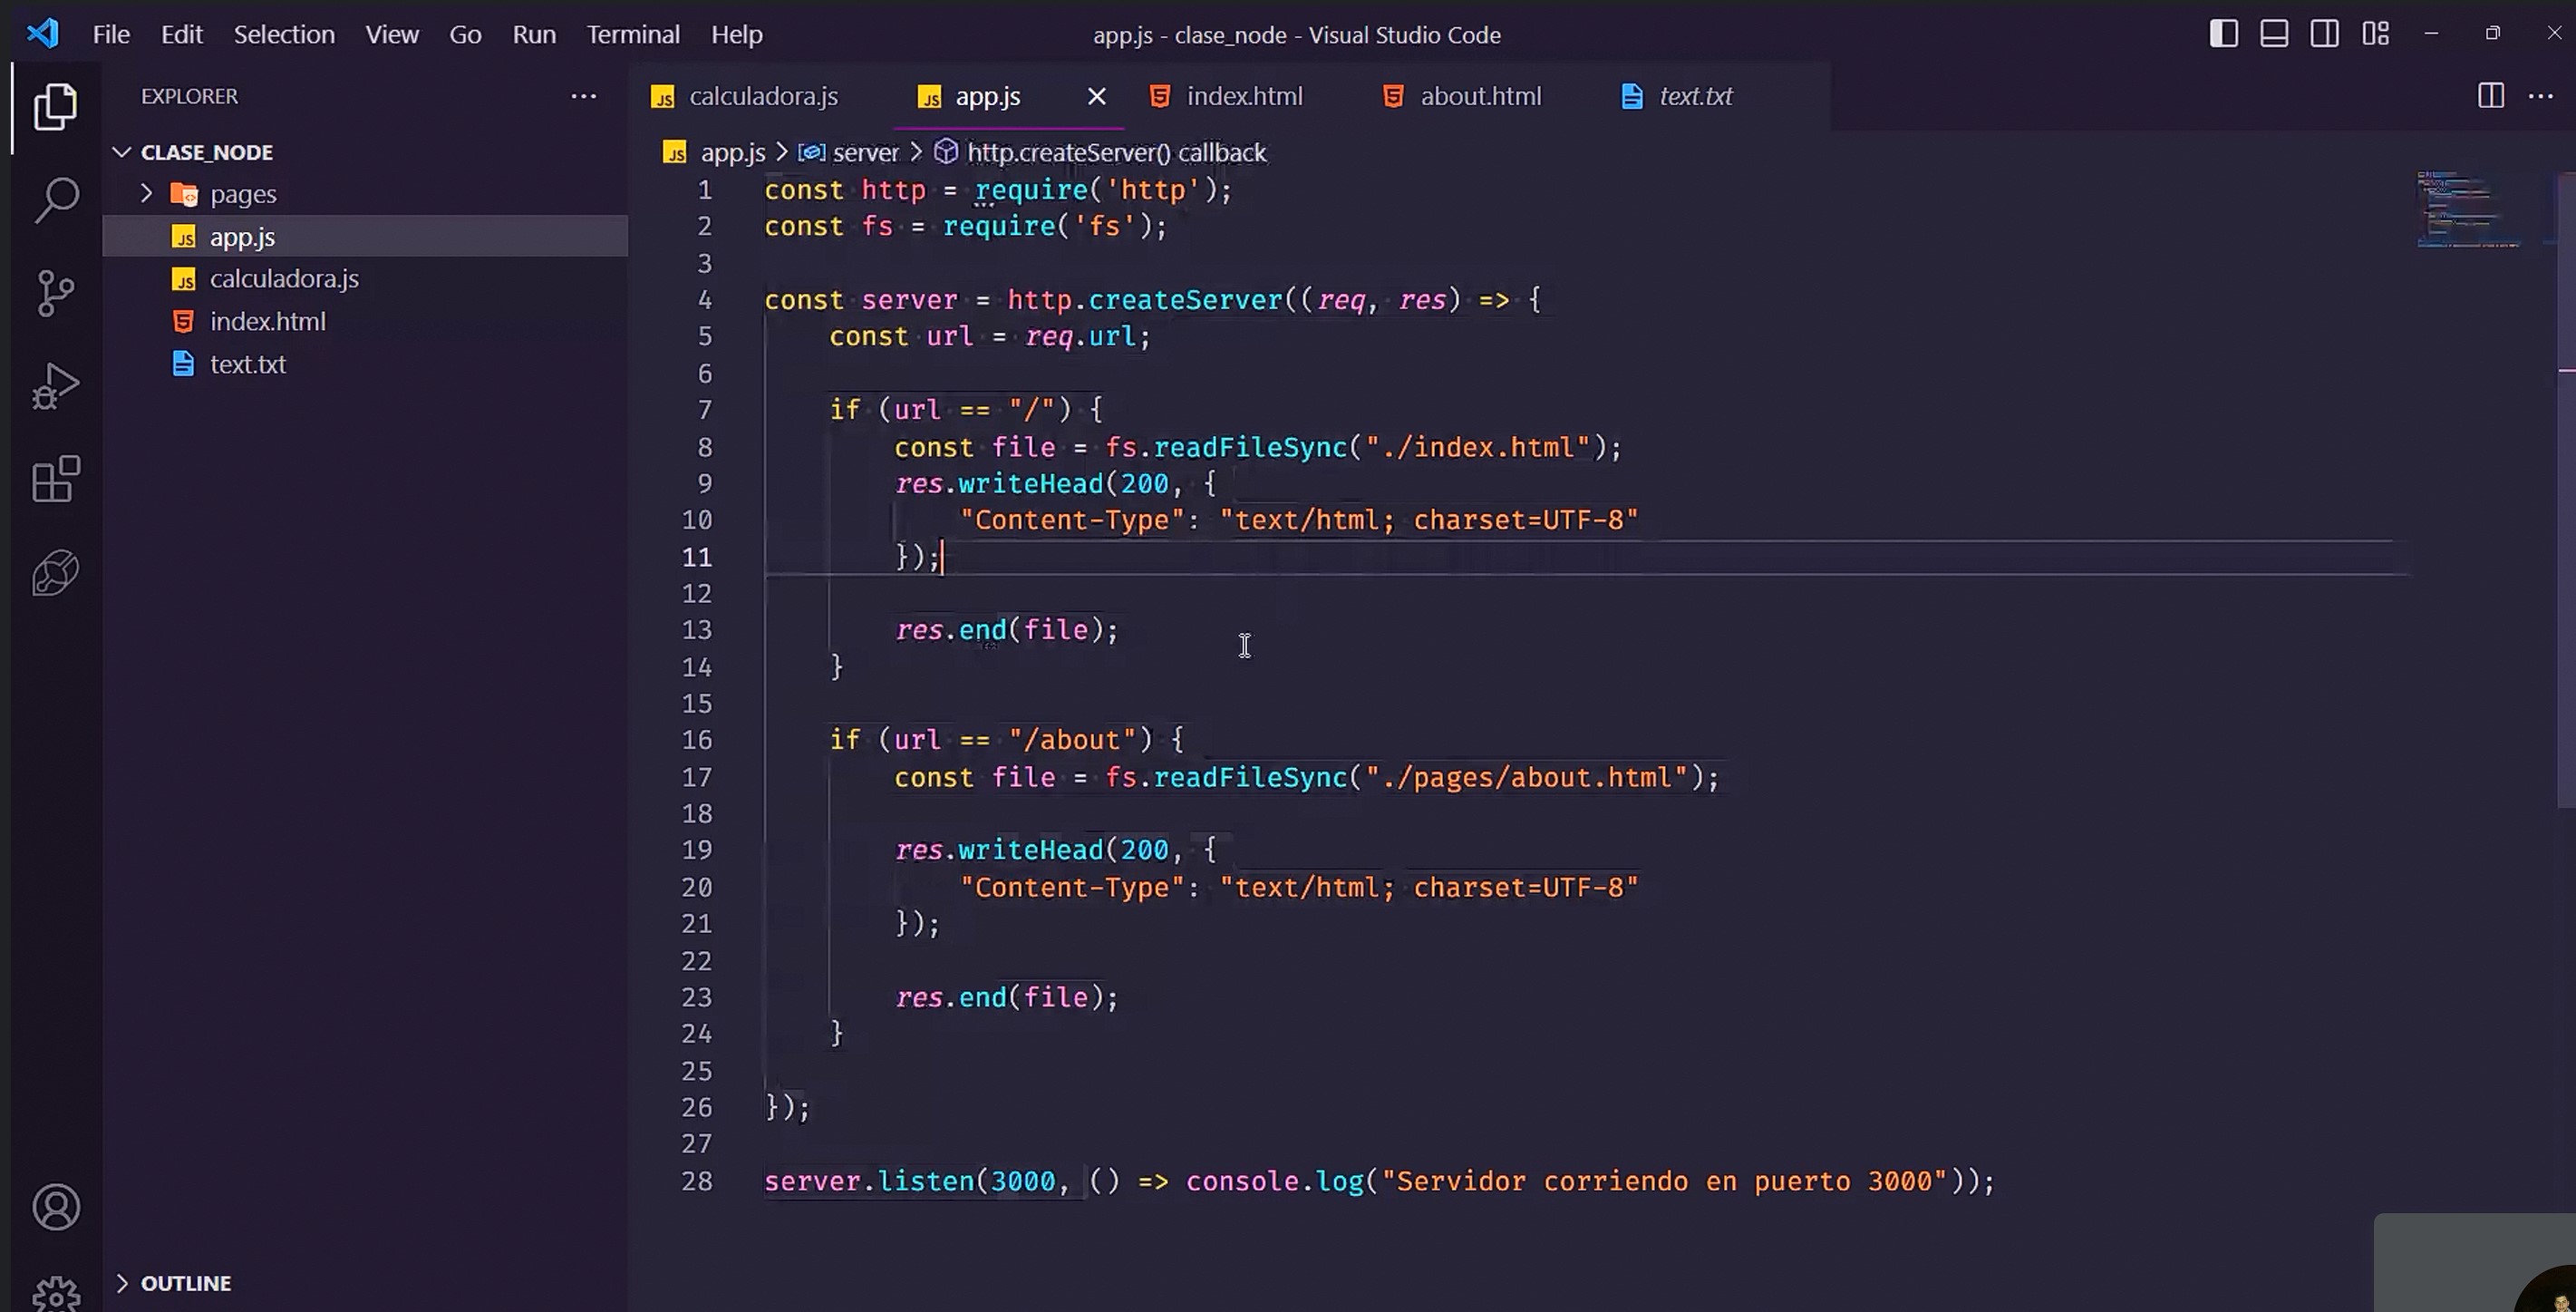 File Edit Selection View Go Run Terminal Help
app.js - clase_node - Visual Studio Code
EXPLORER
CLASE_NODE
pages
app.js
calculadora.js
index.html
text.txt
OUTLINE
calculadora.js app.js index.html about.html text.txt
app.js > server > http.createServer() callback
1 const http = require('http');
2 const fs = require('fs');
3
4 const server = http.createServer((req, res) => {
5     const url = req.url;
6
7     if (url == "/") {
8         const file = fs.readFileSync("./index.html");
9         res.writeHead(200, {
10             "Content-Type": "text/html; charset=UTF-8"
11         });
12
13         res.end(file);
14     }
15
16     if (url == "/about") {
17         const file = fs.readFileSync("./pages/about.html");
18
19         res.writeHead(200, {
20             "Content-Type": "text/html; charset=UTF-8"
21         });
22
23         res.end(file);
24     }
25
26 });
27
28 server.listen(3000, () => console.log("Servidor corriendo en puerto 3000"));